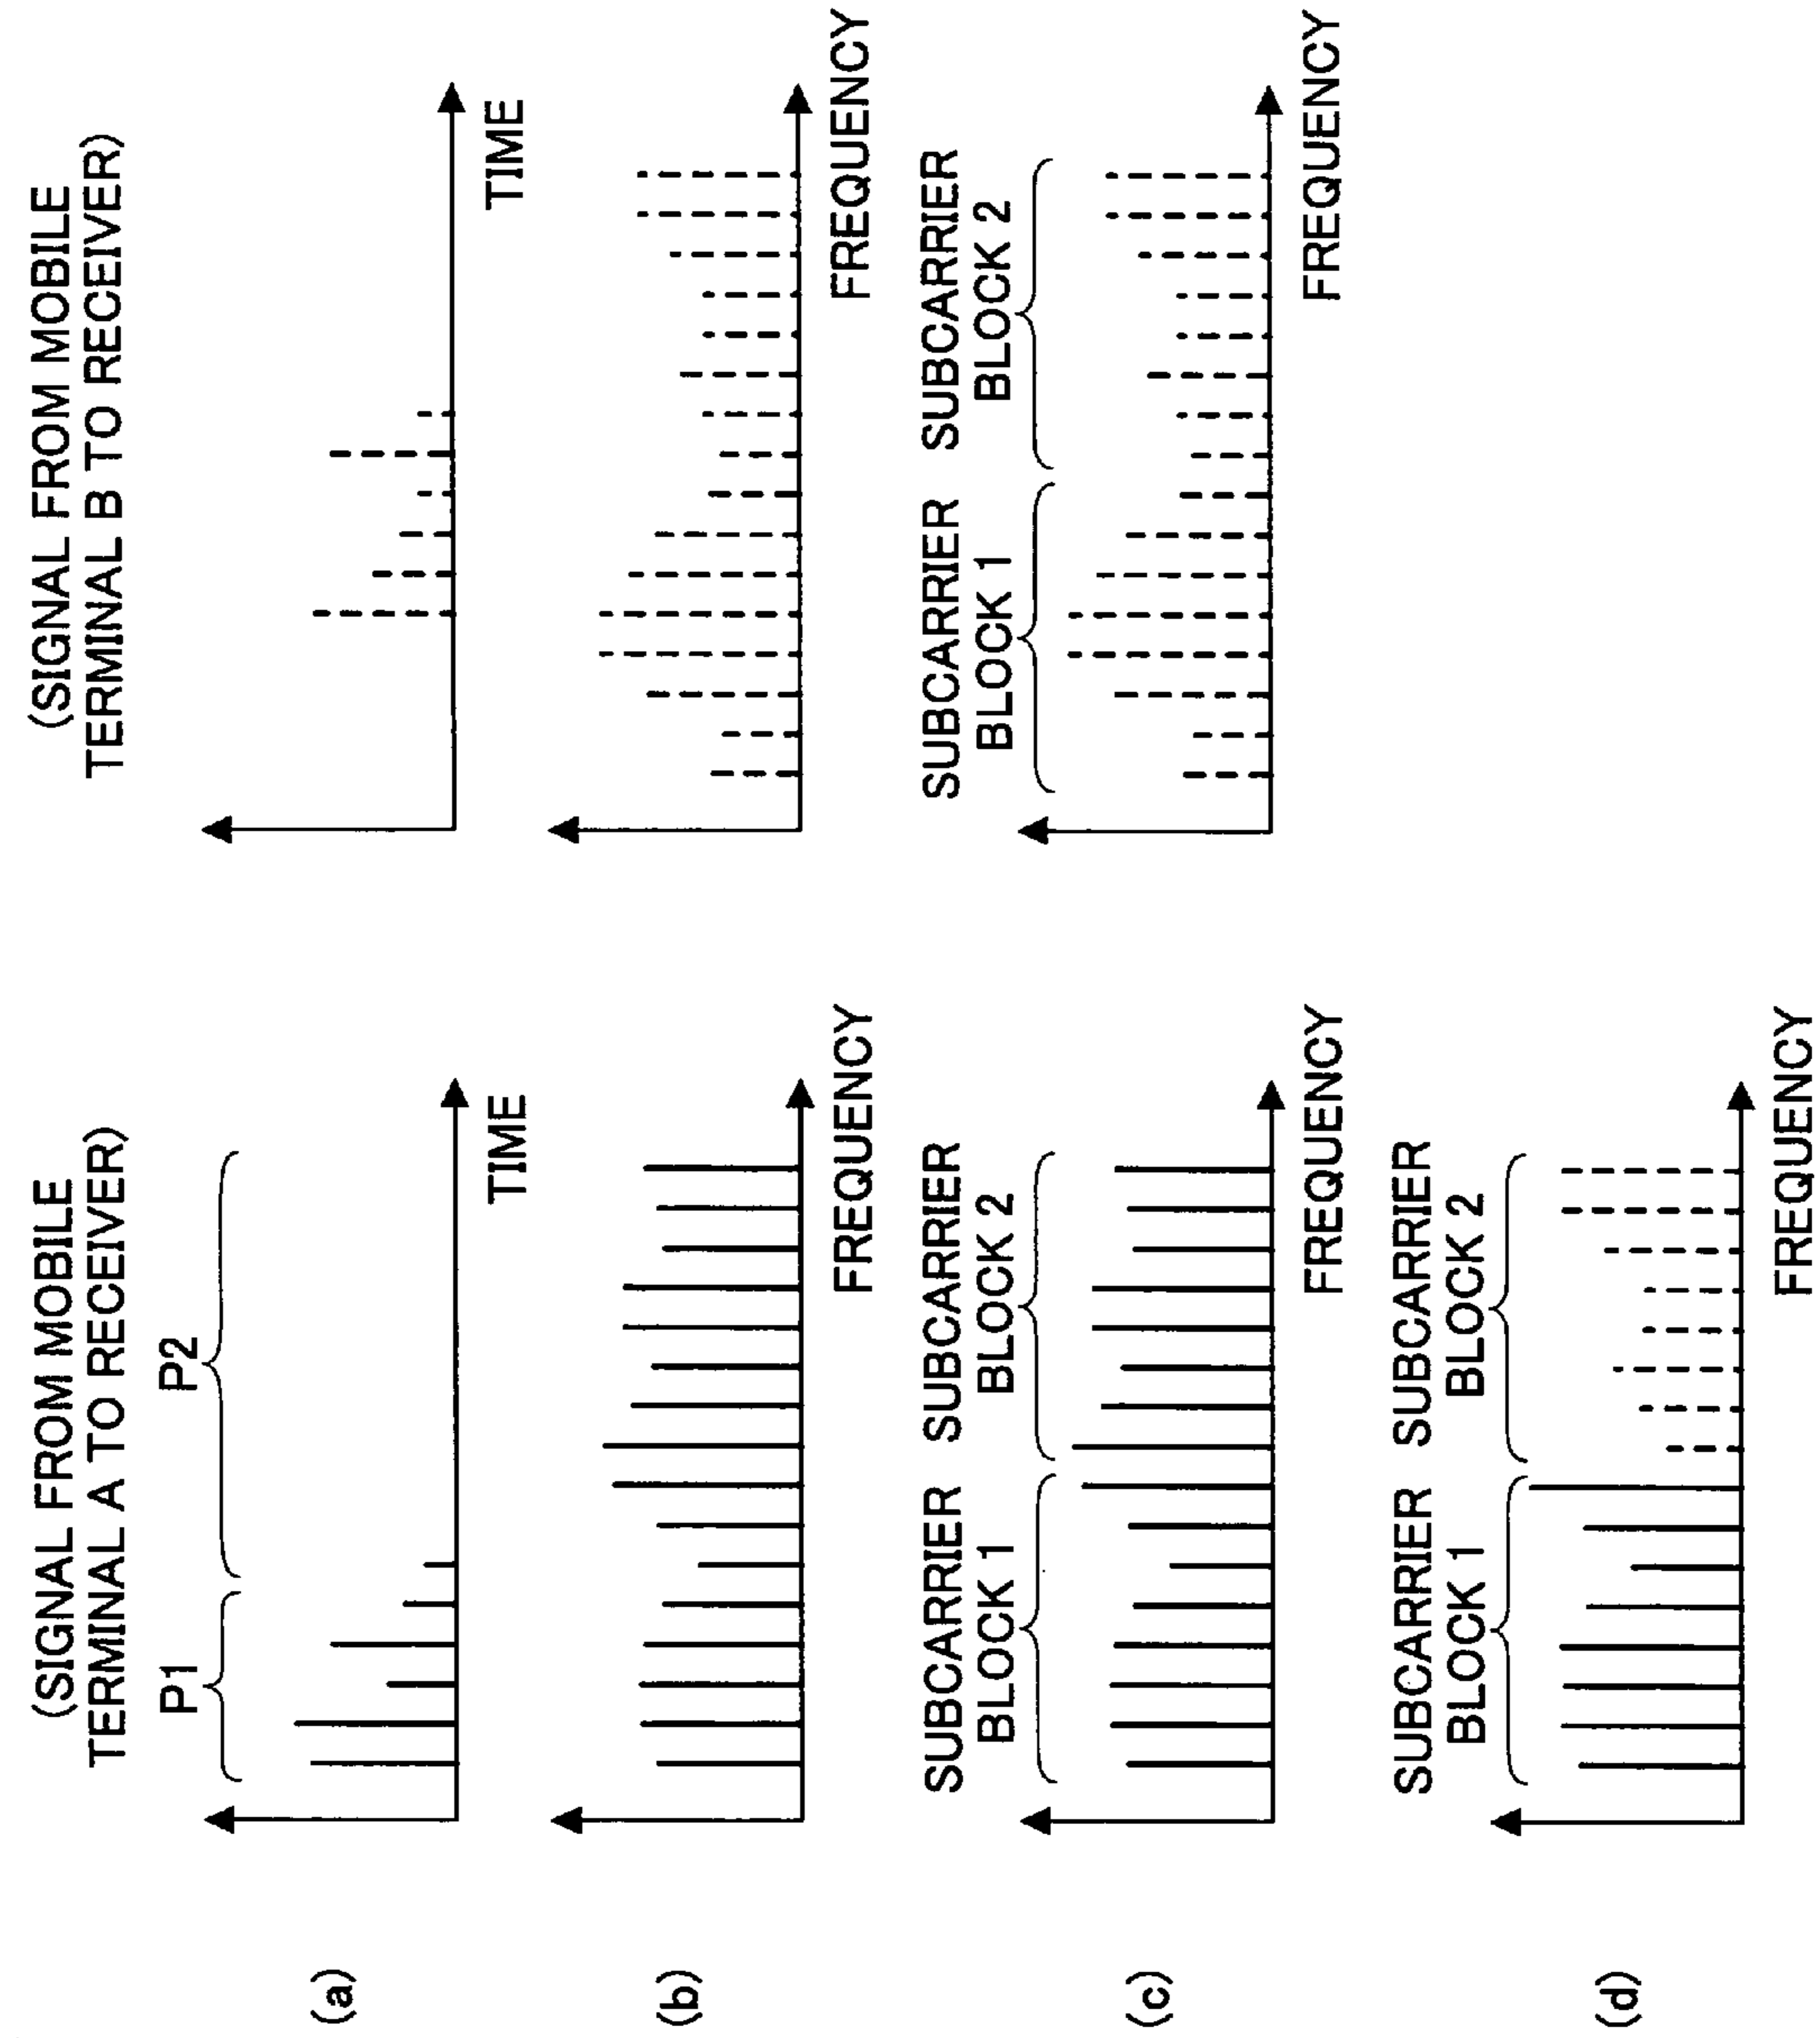 (SIGNAL FROM MOBILE
TERMINAL A TO RECEIVER)
(SIGNAL FROM MOBILE
TERMINAL B TO RECEIVER)
(a)
P1
P2
TIME
TIME
(b)
FREQUENCY
FREQUENCY
(c)
SUBCARRIER
BLOCK 1
SUBCARRIER
BLOCK 2
FREQUENCY
SUBCARRIER
BLOCK 1
SUBCARRIER
BLOCK 2
FREQUENCY
(d)
SUBCARRIER
BLOCK 1
SUBCARRIER
BLOCK 2
FREQUENCY